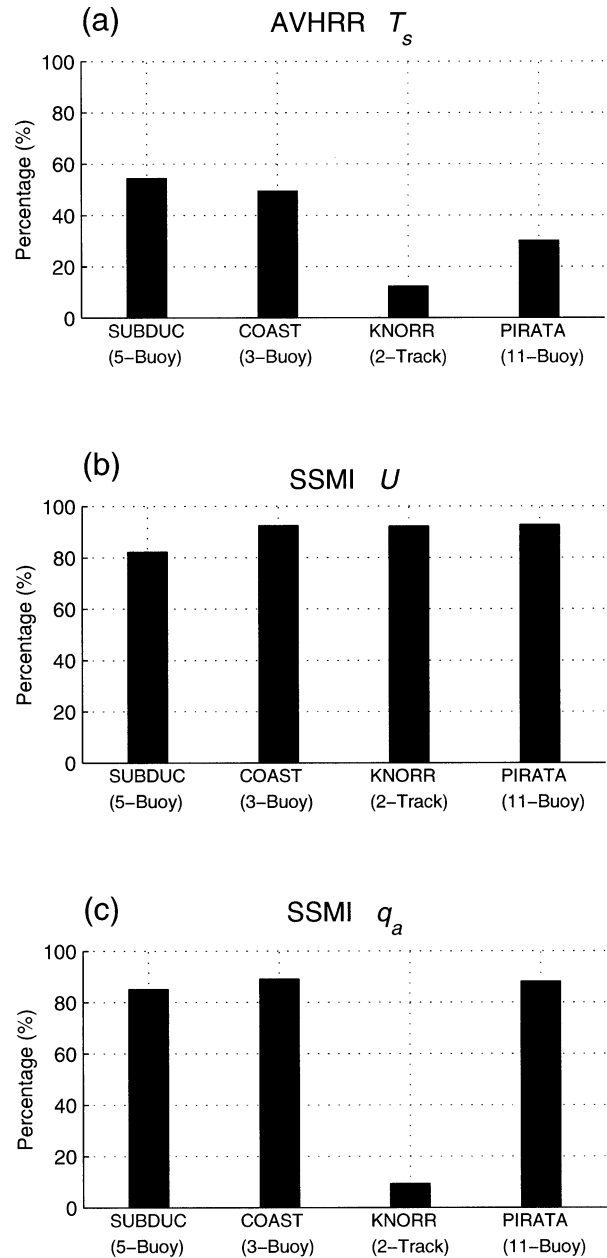 (a) AVHRR Ts
100
80
60
40
20
0
Percentage (%)
SUBDUC COAST KNORR PIRATA
(5−Buoy) (3−Buoy) (2−Track) (11−Buoy)
(b) SSMI U
100
80
60
40
20
0
Percentage (%)
SUBDUC COAST KNORR PIRATA
(5−Buoy) (3−Buoy) (2−Track) (11−Buoy)
(c) SSMI qa
100
80
60
40
20
0
Percentage (%)
SUBDUC COAST KNORR PIRATA
(5−Buoy) (3−Buoy) (2−Track) (11−Buoy)